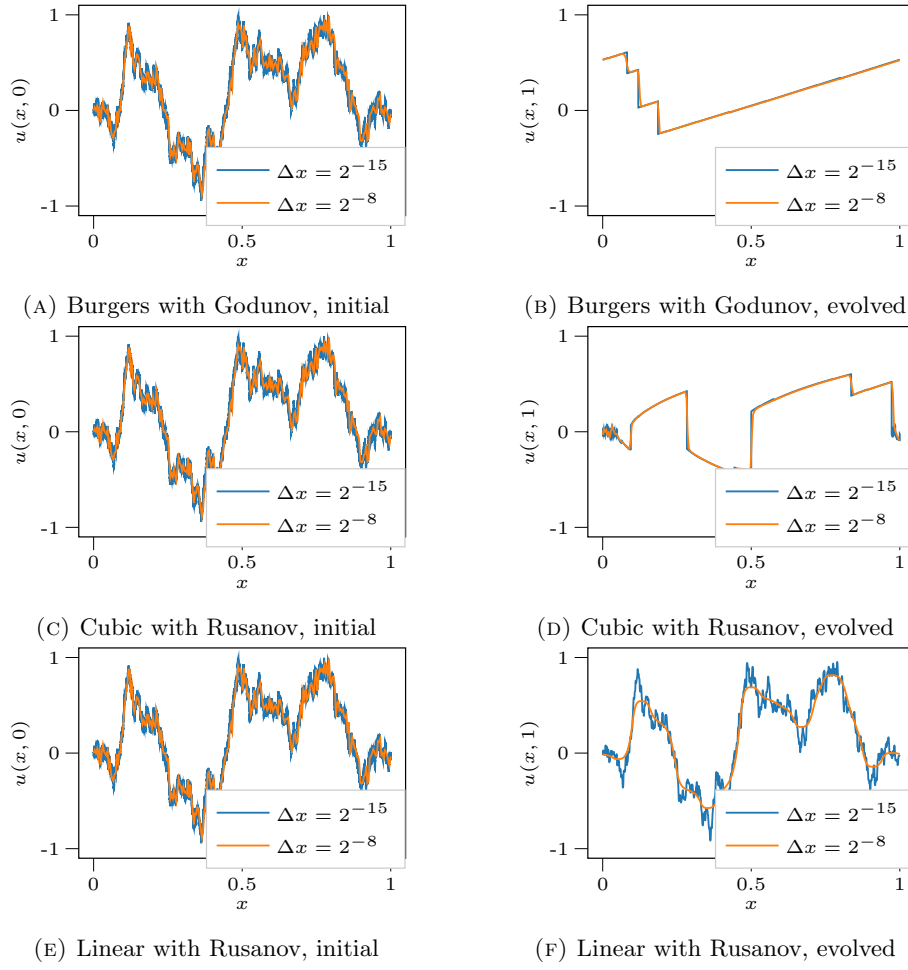 1
0
-1
u(x, 0)
0
0.5
1
x
Δx = 2^{-15}
Δx = 2^{-8}
(A) Burgers with Godunov, initial
1
0
-1
u(x, 1)
0
0.5
1
x
Δx = 2^{-15}
Δx = 2^{-8}
(B) Burgers with Godunov, evolved
1
0
-1
u(x, 0)
0
0.5
1
x
Δx = 2^{-15}
Δx = 2^{-8}
(C) Cubic with Rusanov, initial
1
0
-1
u(x, 1)
0
0.5
1
x
Δx = 2^{-15}
Δx = 2^{-8}
(D) Cubic with Rusanov, evolved
1
0
-1
u(x, 0)
0
0.5
1
x
Δx = 2^{-15}
Δx = 2^{-8}
(E) Linear with Rusanov, initial
1
0
-1
u(x, 1)
0
0.5
1
x
Δx = 2^{-15}
Δx = 2^{-8}
(F) Linear with Rusanov, evolved